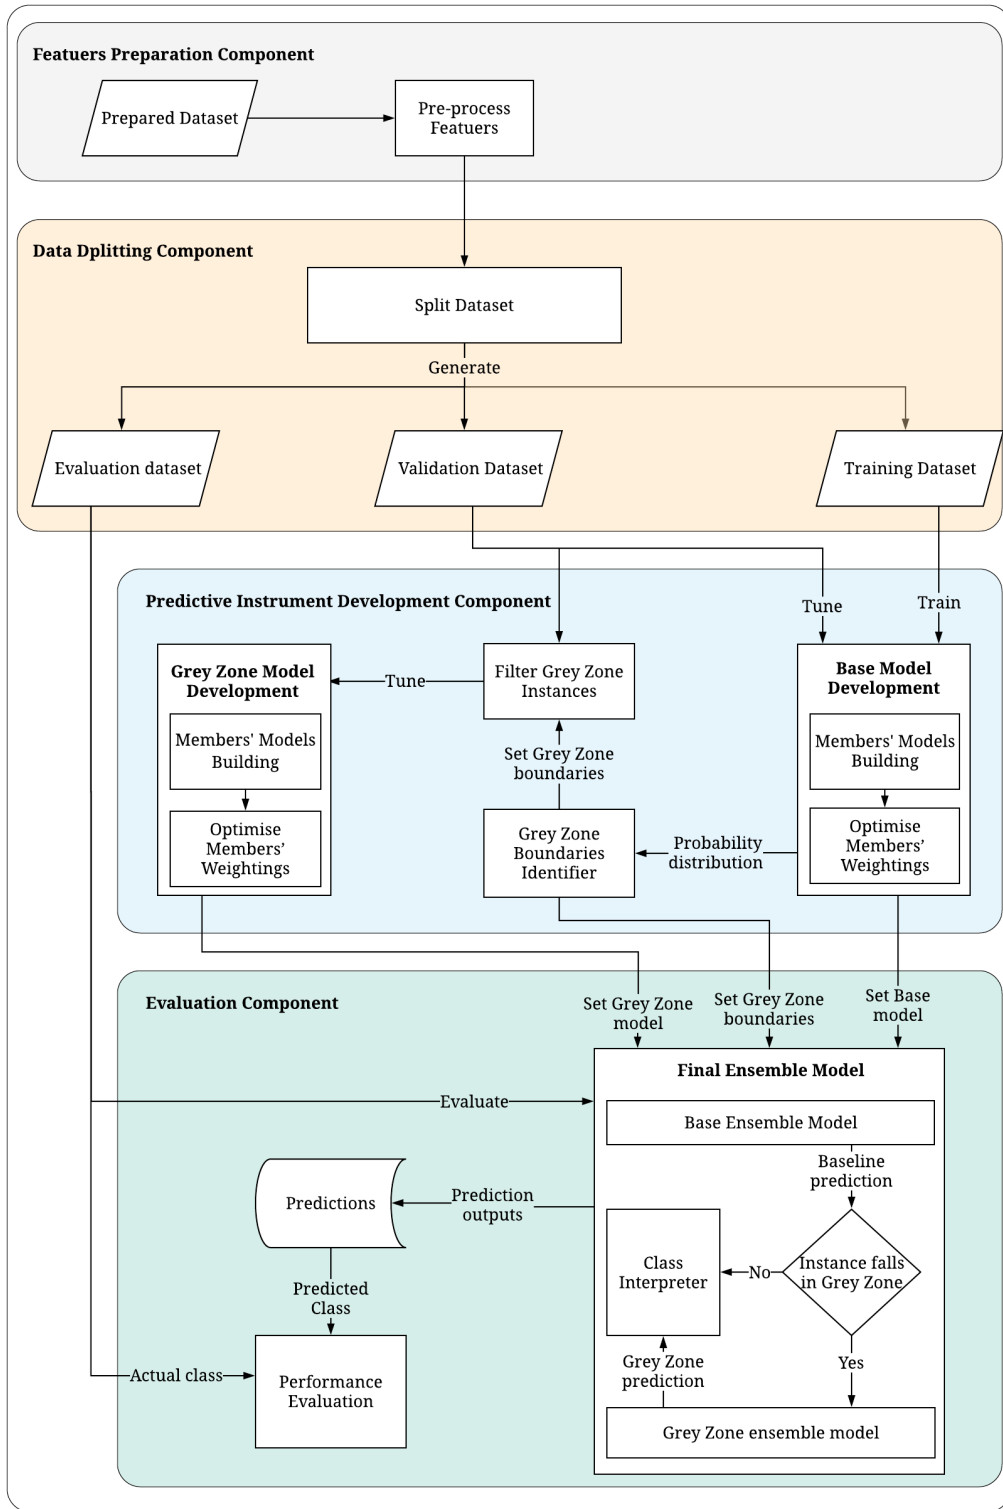 Featuers Preparation Component
Prepared Dataset
Pre-process
Featuers
Data Dplitting Component
Split Dataset
Generate
Evaluation dataset
Validation Dataset
Training Dataset
Predictive Instrument Development Component
Tune
Train
Grey Zone Model
Development
Members' Models
Building
Optimise
Members’
Weightings
Tune
Filter Grey Zone
Instances
Set Grey Zone
boundaries
Grey Zone
Boundaries
Identifier
Probability
distribution
Base Model
Development
Members' Models
Building
Optimise
Members’
Weightings
Evaluation Component
Set Grey Zone
model
Set Grey Zone
boundaries
Set Base
model
Final Ensemble Model
Evaluate
Base Ensemble Model
Baseline
prediction
Predictions
Prediction
outputs
Class
Interpreter
No
Instance falls
in Grey Zone
Predicted
Class
Grey Zone
prediction
Yes
Actual class
Performance
Evaluation
Grey Zone ensemble model